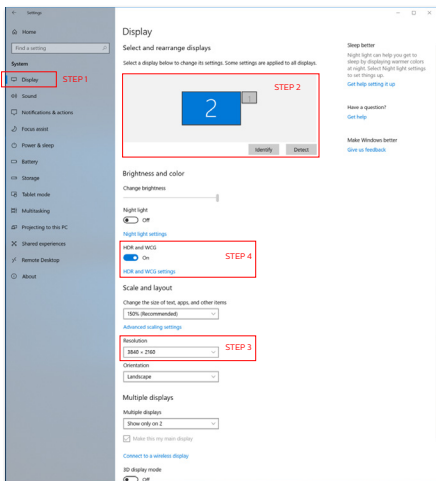 Settings
Home
Find a setting
System
Display
STEP 1
Sound
Notifications & actions
Focus assist
Power & sleep
Battery
Storage
Tablet mode
Multitasking
Projecting to this PC
Shared experiences
Remote Desktop
About
Display
Select and rearrange displays
Select a display below to change its settings. Some settings are applied to all displays.
STEP 2
2
1
Identify
Detect
Brightness and color
Change brightness
Night light
Off
Night light settings
HDR and WCG
STEP 4
On
HDR and WCG settings
Scale and layout
Change the size of text, apps, and other items
150% (Recommended)
Advanced scaling settings
Resolution
STEP 3
3840 × 2160
Orientation
Landscape
Multiple displays
Multiple displays
Show only on 2
Make this my main display
Connect to a wireless display
3D display mode
Off
Sleep better
Night light can help you get to
sleep by displaying warmer colors
at night. Select Night light settings
to set things up.
Get help setting it up
Have a question?
Get help
Make Windows better
Give us feedback